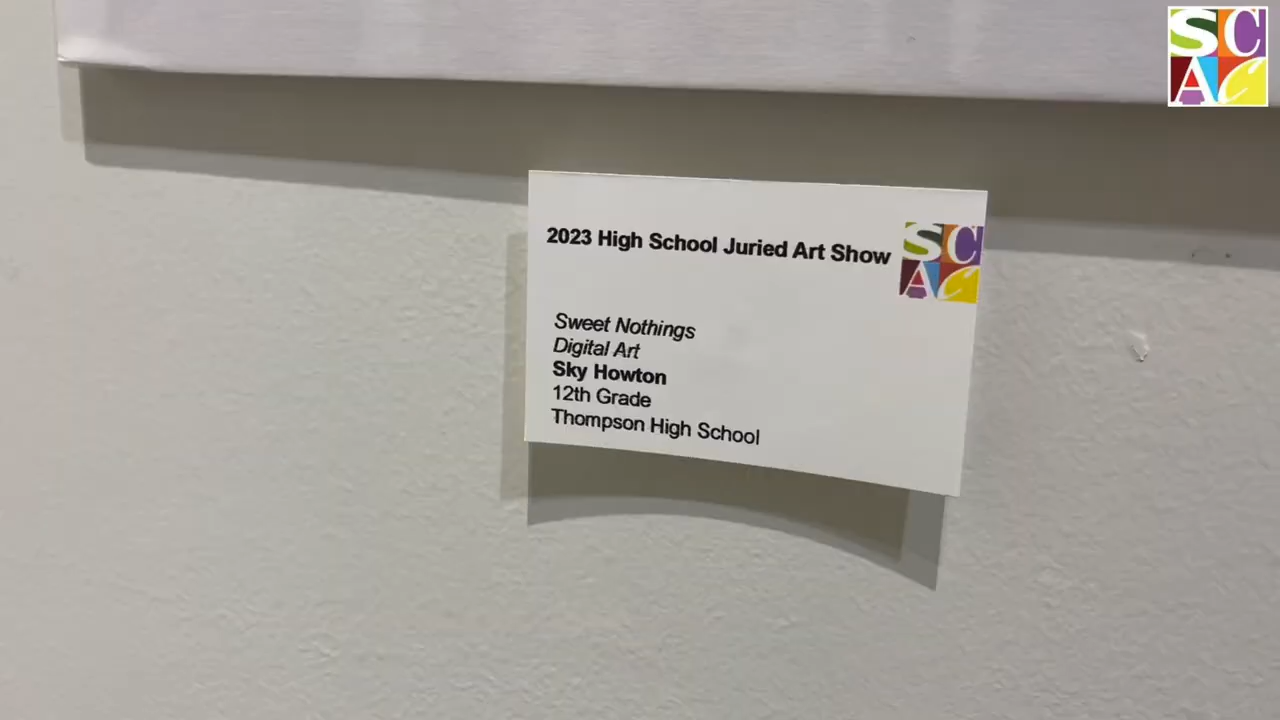 SC
AC
2023 High School Juried Art Show
SC
AC
Sweet Nothings
Digital Art
Sky Howton
12th Grade
Thompson High School